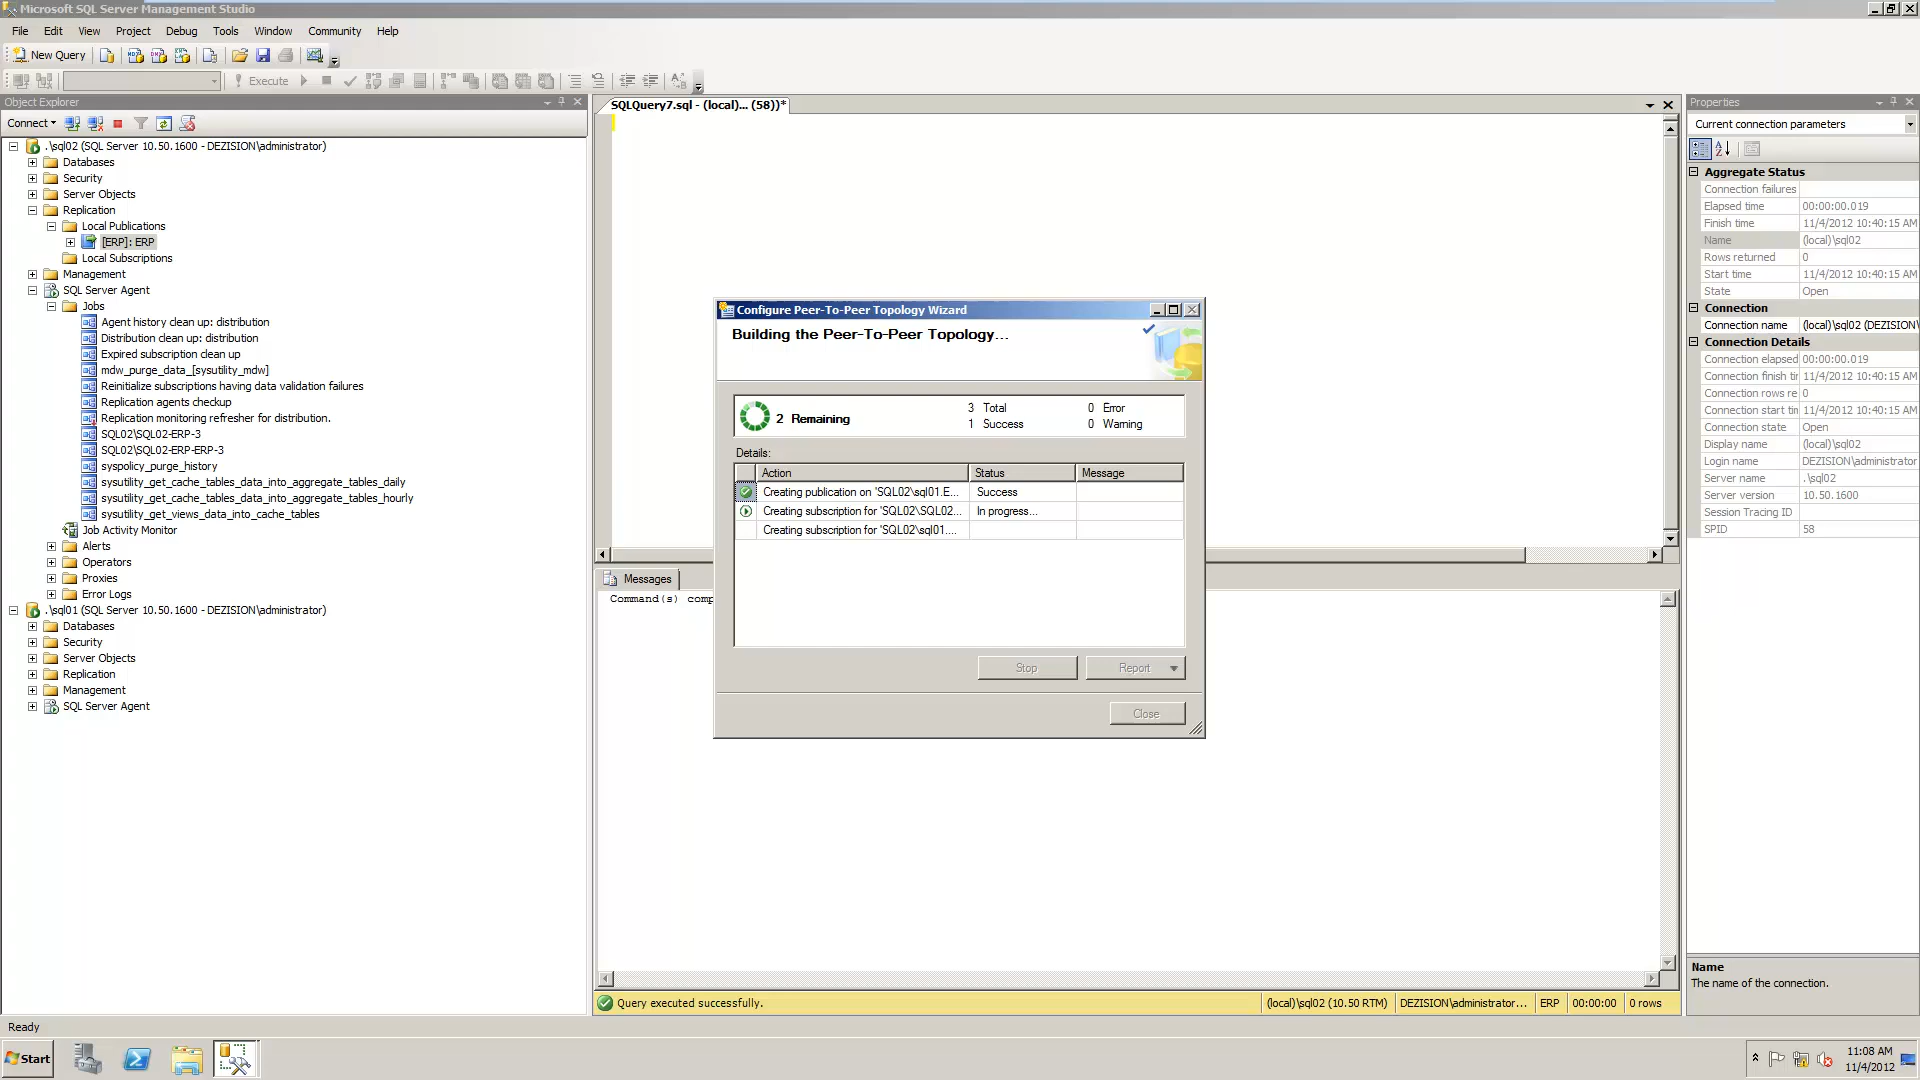 Microsoft SQL Server Management Studio
File Edit View Project Debug Tools Window Community Help
New Query
Execute
Object Explorer
Connect
.\sql02 (SQL Server 10.50.1600 - DEZISION\administrator)
Databases
Security
Server Objects
Replication
Local Publications
[ERP]: ERP
Local Subscriptions
Management
SQL Server Agent
Jobs
Agent history clean up: distribution
Distribution clean up: distribution
Expired subscription clean up
mdw_purge_data_[sysutility_mdw]
Reinitialize subscriptions having data validation failures
Replication agents checkup
Replication monitoring refresher for distribution.
SQL02\SQL02-ERP-3
SQL02\SQL02-ERP-ERP-3
syspolicy_purge_history
sysutility_get_cache_tables_data_into_aggregate_tables_daily
sysutility_get_cache_tables_data_into_aggregate_tables_hourly
sysutility_get_views_data_into_cache_tables
Job Activity Monitor
Alerts
Operators
Proxies
Error Logs
.\sql01 (SQL Server 10.50.1600 - DEZISION\administrator)
Databases
Security
Server Objects
Replication
Management
SQL Server Agent
SQLQuery7.sql - (local)... (58))*
Configure Peer-To-Peer Topology Wizard
Building the Peer-To-Peer Topology...
2 Remaining
3 Total 0 Error
1 Success 0 Warning
Details:
Action Status Message
Creating publication on 'SQL02\sql01.E... Success
Creating subscription for 'SQL02\SQL02... In progress...
Creating subscription for 'SQL02\sql01....
Stop Report
Close
Messages
Command(s) comp
Query executed successfully. (local)\sql02 (10.50 RTM) DEZISION\administrator... ERP 00:00:00 0 rows
Properties
Current connection parameters
Aggregate Status
Connection failures
Elapsed time 00:00:00.019
Finish time 11/4/2012 10:40:15 AM
Name (local)\sql02
Rows returned 0
Start time 11/4/2012 10:40:15 AM
State Open
Connection
Connection name (local)\sql02 (DEZISION\
Connection Details
Connection elapsed 00:00:00.019
Connection finish tir 11/4/2012 10:40:15 AM
Connection rows re 0
Connection start tin 11/4/2012 10:40:15 AM
Connection state Open
Display name (local)\sql02
Login name DEZISION\administrator
Server name .\sql02
Server version 10.50.1600
Session Tracing ID
SPID 58
Name
The name of the connection.
Ready
Start
11:08 AM
11/4/2012